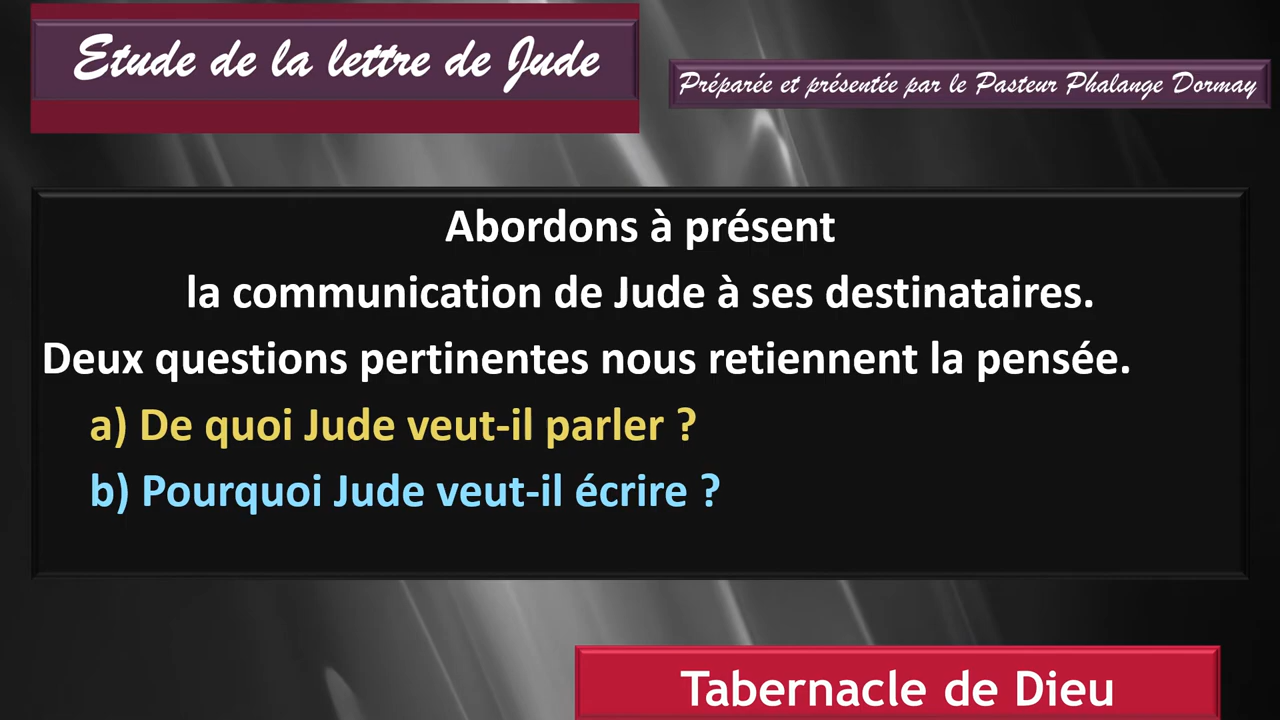 Etude de la lettre de Jude
Préparée et présentée par le Pasteur Phalange Dormay
Abordons à présent
la communication de Jude à ses destinataires.
Deux questions pertinentes nous retiennent la pensée.
a) De quoi Jude veut-il parler ?
b) Pourquoi Jude veut-il écrire ?
Tabernacle de Dieu